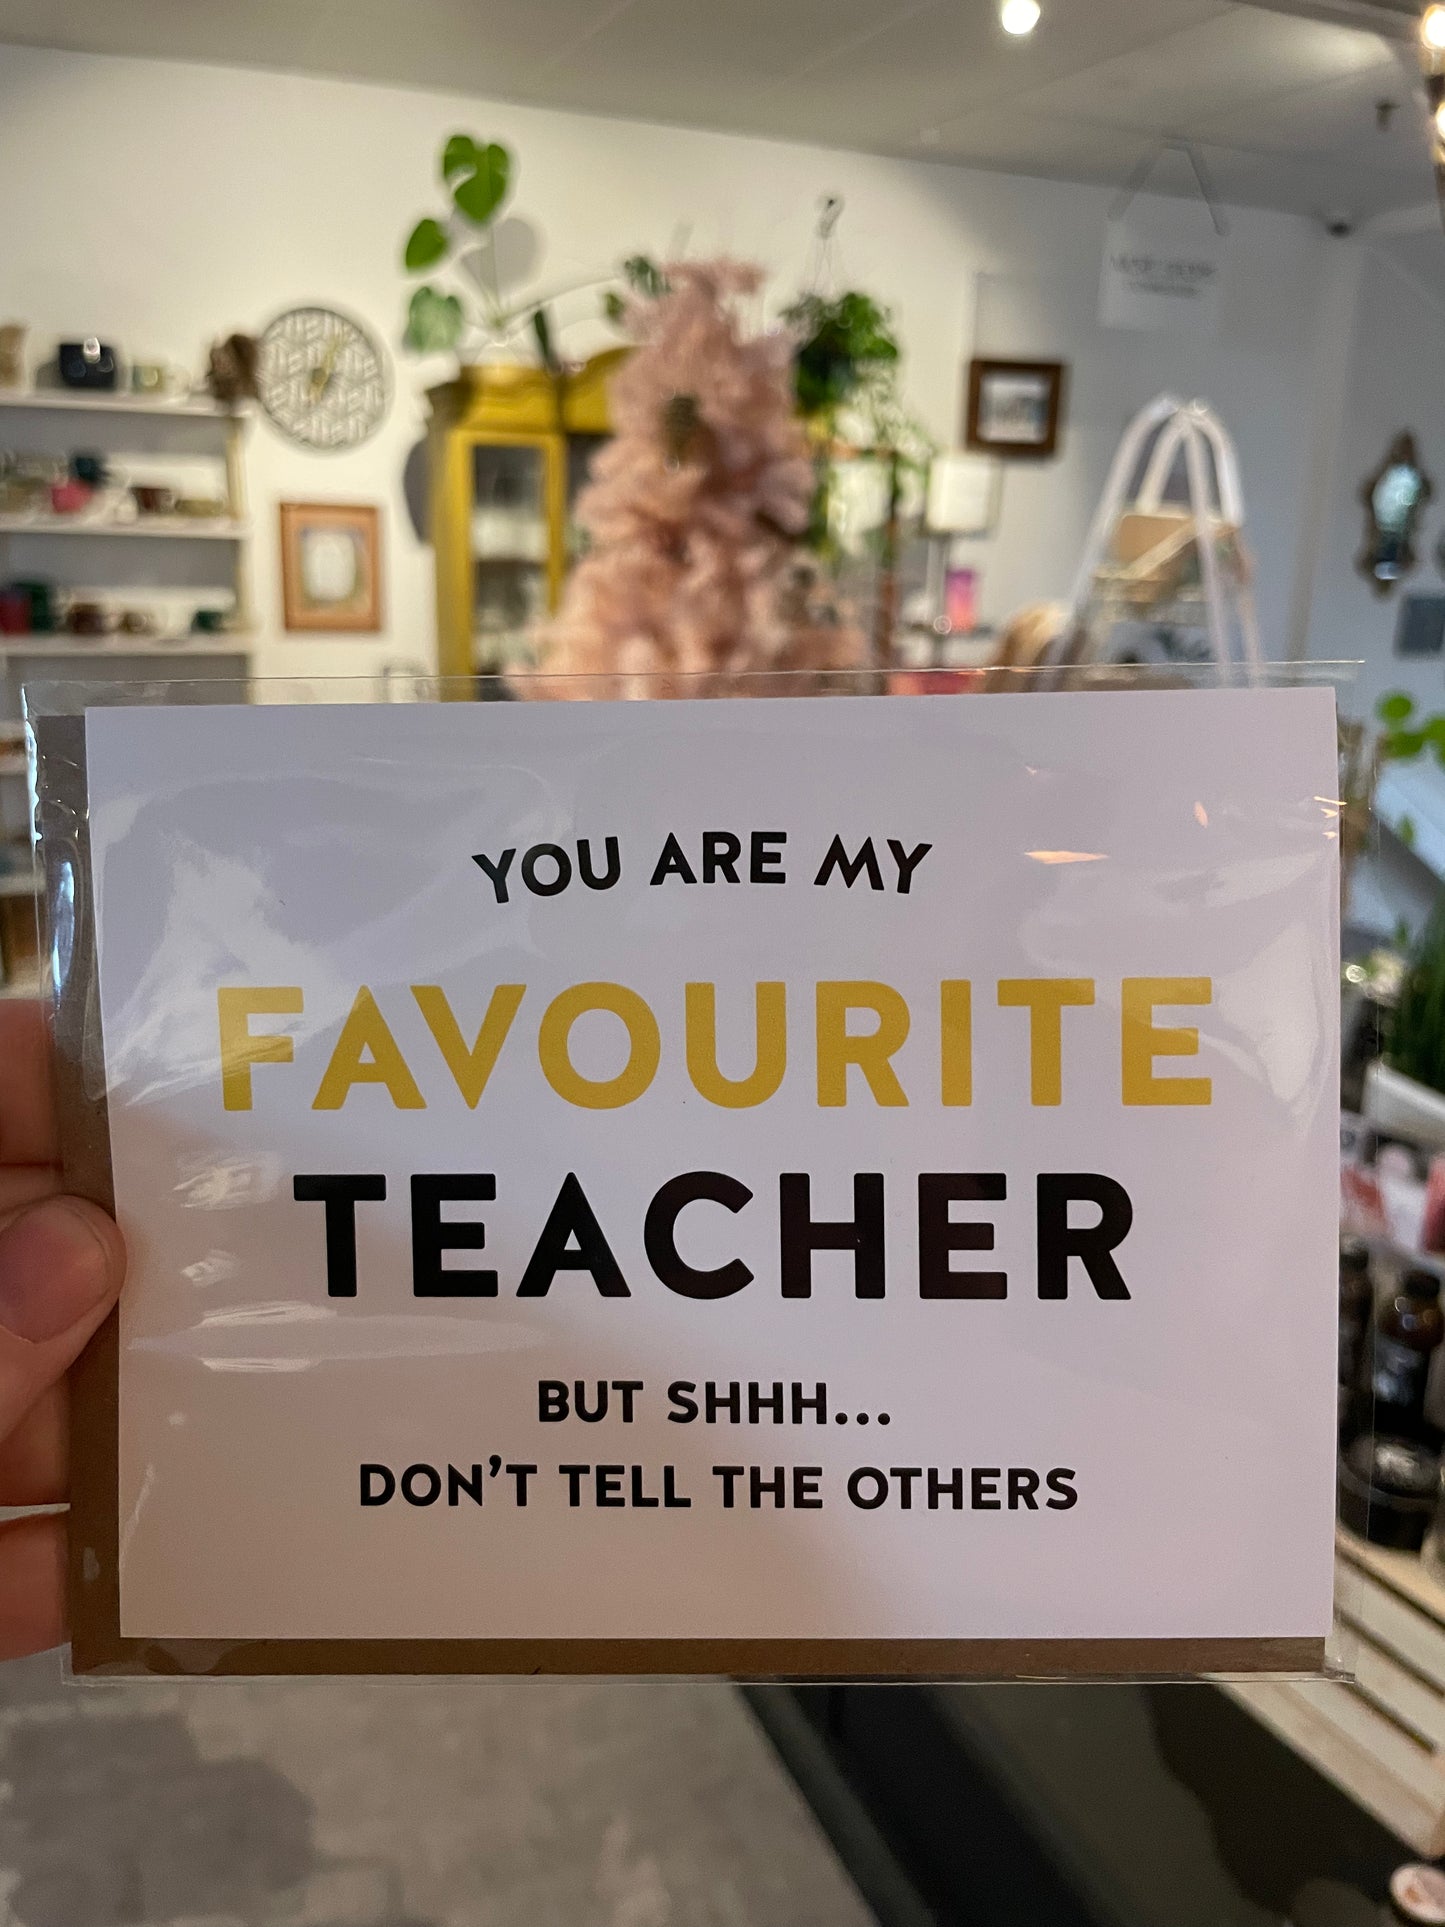 YOU ARE MY
FAVOURITE
TEACHER
BUT SHHH...
DON'T TELL THE OTHERS